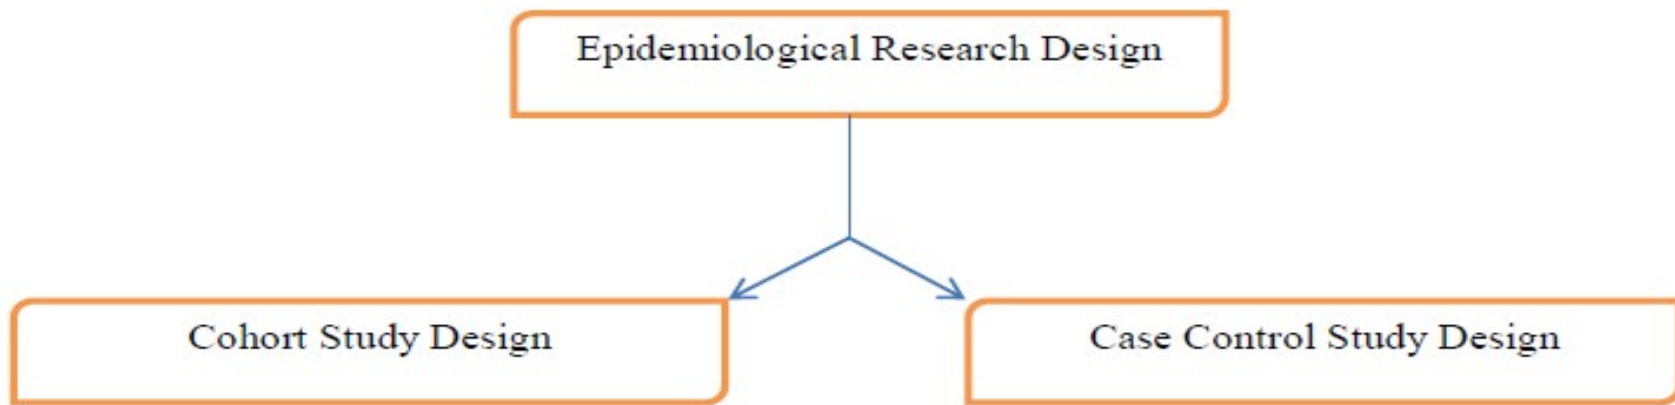 Epidemiological Research Design
Cohort Study Design
Case Control Study Design